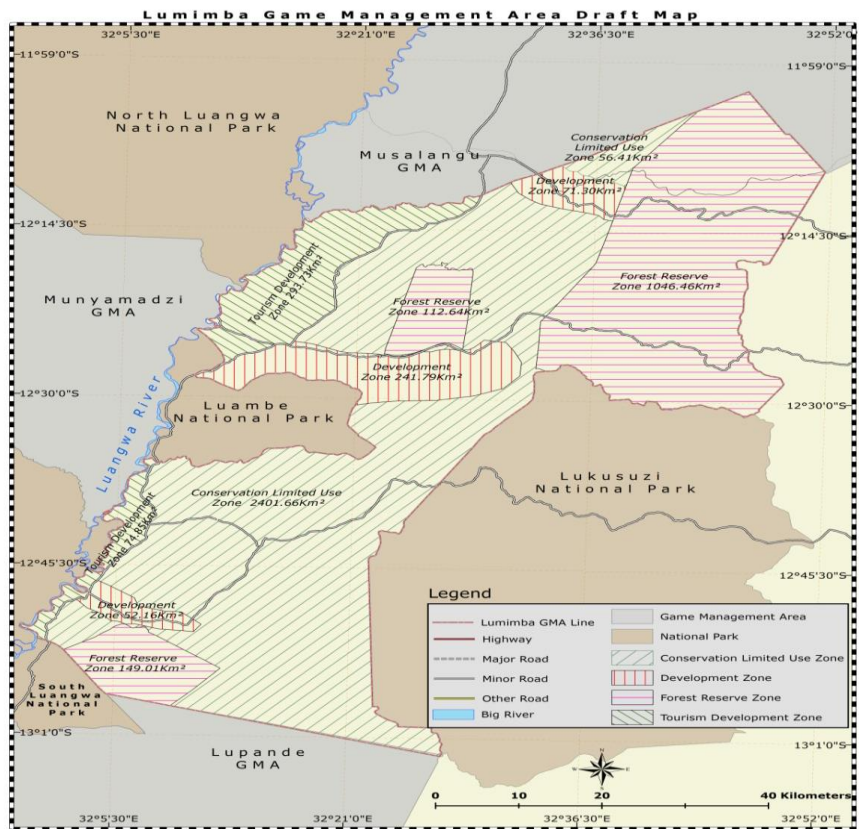 Lumimba Game Management Area Draft Map
32°5'30"E
32°21'0"E
32°36'30"E
32°52'0
11°59'0"S
11°59'0"S
North Luangwa
National Park
Musalangu
GMA
Conservation
Limited Use
Zone 56.41Km²
Development
Zone 71.30Km²
12°14'30"S
12°14'30"S
Tourism Development
Zone 293.73Km²
Munyamadzi
GMA
Forest Reserve
Zone 112.64Km²
Forest Reserve
Zone 1046.46Km²
Development
Zone 241.79Km²
12°30'0"S
12°30'0"S
Luambe
National Park
Luangwa River
Lukusuzi
National Park
Conservation Limited Use
Zone 2401.66Km²
Tourism Development
Zone 74.85Km²
12°45'30"S
12°45'30"S
Development
Zone 52.16Km²
Forest Reserve
Zone 149.01Km²
South
Luangwa
National
Park
Lupande
GMA
Legend
Lumimba GMA Line
Highway
Major Road
Minor Road
Other Road
Big River
Game Management Area
National Park
Conservation Limited Use Zone
Development Zone
Forest Reserve Zone
Tourism Development Zone
13°1'0"S
13°1'0"S
N
W
E
S
0 10 20 40 Kilometers
32°5'30"E
32°21'0"E
32°36'30"E
32°52'0